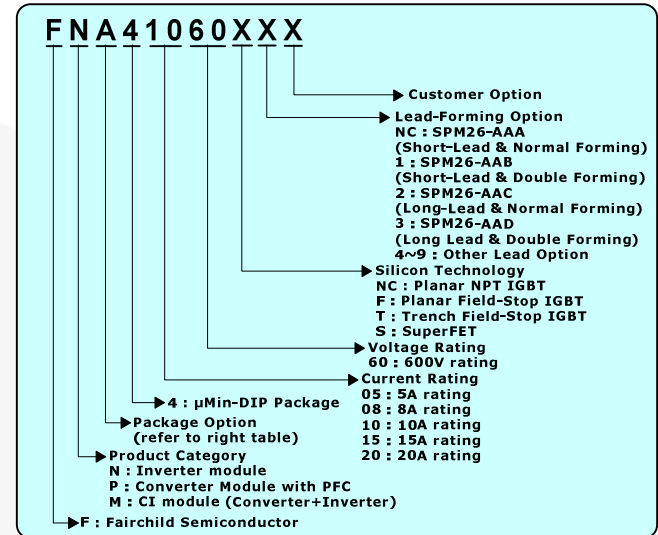 FNA41060XXX
Customer Option
Lead-Forming Option
NC : SPM26-AAA
(Short-Lead & Normal Forming)
1 : SPM26-AAB
(Short-Lead & Double Forming)
2 : SPM26-AAC
(Long-Lead & Normal Forming)
3 : SPM26-AAD
(Long Lead & Double Forming)
4~9 : Other Lead Option
Silicon Technology
NC : Planar NPT IGBT
F : Planar Field-Stop IGBT
T : Trench Field-Stop IGBT
S : SuperFET
Voltage Rating
60 : 600V rating
Current Rating
05 : 5A rating
08 : 8A rating
10 : 10A rating
15 : 15A rating
20 : 20A rating
4 : µMin-DIP Package
Package Option
(refer to right table)
Product Category
N : Inverter module
P : Converter Module with PFC
M : CI module (Converter+Inverter)
F : Fairchild Semiconductor